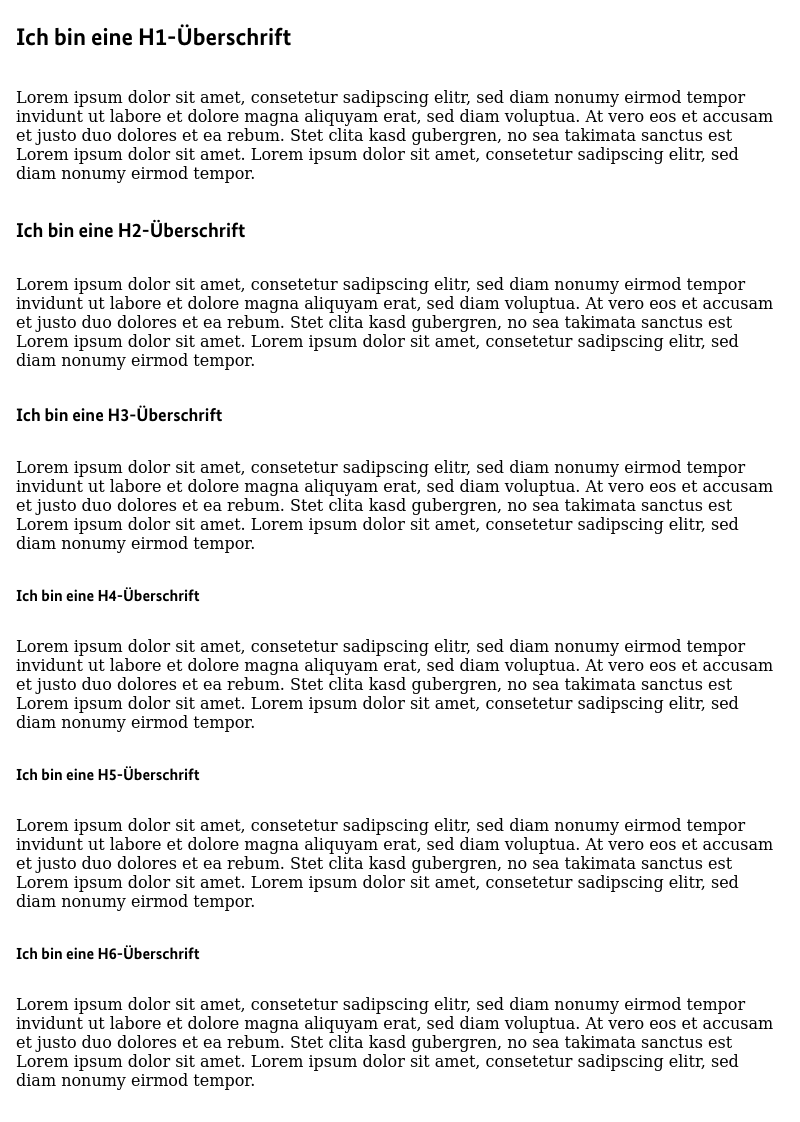 Ich bin eine H1-Überschrift
Lorem ipsum dolor sit amet, consetetur sadipscing elitr, sed diam nonumy eirmod tempor
invidunt ut labore et dolore magna aliquyam erat, sed diam voluptua. At vero eos et accusam
et justo duo dolores et ea rebum. Stet clita kasd gubergren, no sea takimata sanctus est
Lorem ipsum dolor sit amet. Lorem ipsum dolor sit amet, consetetur sadipscing elitr, sed
diam nonumy eirmod tempor.
Ich bin eine H2-Überschrift
Lorem ipsum dolor sit amet, consetetur sadipscing elitr, sed diam nonumy eirmod tempor
invidunt ut labore et dolore magna aliquyam erat, sed diam voluptua. At vero eos et accusam
et justo duo dolores et ea rebum. Stet clita kasd gubergren, no sea takimata sanctus est
Lorem ipsum dolor sit amet. Lorem ipsum dolor sit amet, consetetur sadipscing elitr, sed
diam nonumy eirmod tempor.
Ich bin eine H3-Überschrift
Lorem ipsum dolor sit amet, consetetur sadipscing elitr, sed diam nonumy eirmod tempor
invidunt ut labore et dolore magna aliquyam erat, sed diam voluptua. At vero eos et accusam
et justo duo dolores et ea rebum. Stet clita kasd gubergren, no sea takimata sanctus est
Lorem ipsum dolor sit amet. Lorem ipsum dolor sit amet, consetetur sadipscing elitr, sed
diam nonumy eirmod tempor.
Ich bin eine H4-Überschrift
Lorem ipsum dolor sit amet, consetetur sadipscing elitr, sed diam nonumy eirmod tempor
invidunt ut labore et dolore magna aliquyam erat, sed diam voluptua. At vero eos et accusam
et justo duo dolores et ea rebum. Stet clita kasd gubergren, no sea takimata sanctus est
Lorem ipsum dolor sit amet. Lorem ipsum dolor sit amet, consetetur sadipscing elitr, sed
diam nonumy eirmod tempor.
Ich bin eine H5-Überschrift
Lorem ipsum dolor sit amet, consetetur sadipscing elitr, sed diam nonumy eirmod tempor
invidunt ut labore et dolore magna aliquyam erat, sed diam voluptua. At vero eos et accusam
et justo duo dolores et ea rebum. Stet clita kasd gubergren, no sea takimata sanctus est
Lorem ipsum dolor sit amet. Lorem ipsum dolor sit amet, consetetur sadipscing elitr, sed
diam nonumy eirmod tempor.
Ich bin eine H6-Überschrift
Lorem ipsum dolor sit amet, consetetur sadipscing elitr, sed diam nonumy eirmod tempor
invidunt ut labore et dolore magna aliquyam erat, sed diam voluptua. At vero eos et accusam
et justo duo dolores et ea rebum. Stet clita kasd gubergren, no sea takimata sanctus est
Lorem ipsum dolor sit amet. Lorem ipsum dolor sit amet, consetetur sadipscing elitr, sed
diam nonumy eirmod tempor.